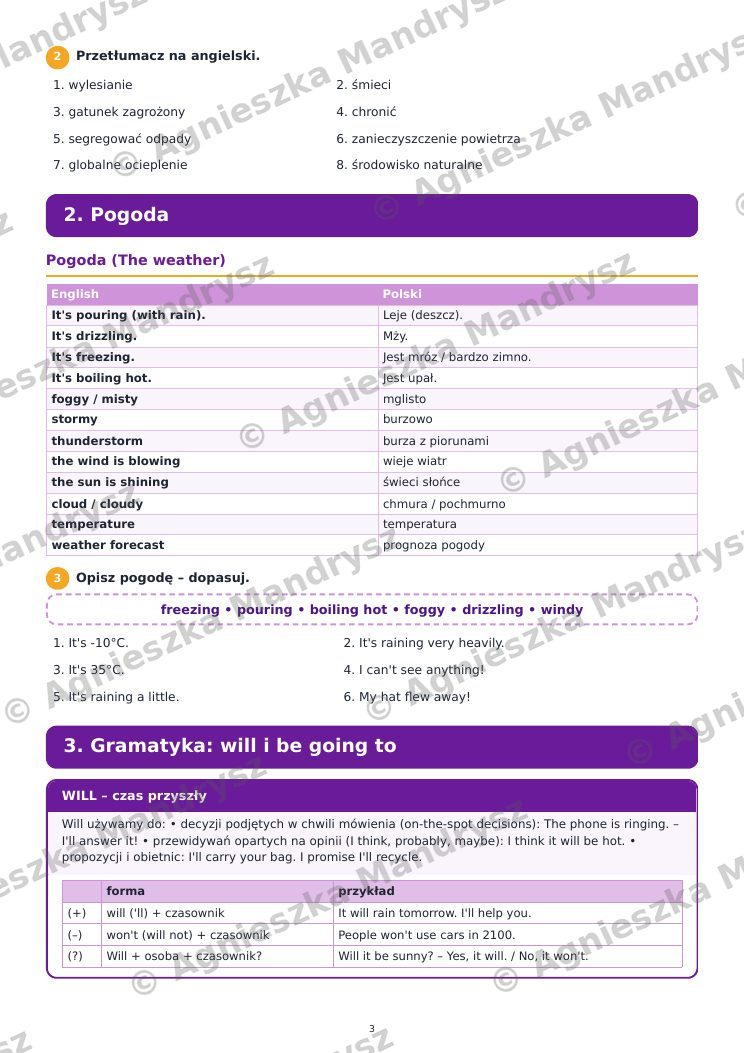 2 Przetłumacz na angielski.
1. wylesianie 2. śmieci
3. gatunek zagrożony 4. chronić
5. segregować odpady 6. zanieczyszczenie powietrza
7. globalne ocieplenie 8. środowisko naturalne
2. Pogoda
Pogoda (The weather)
English Polski
It's pouring (with rain). Leje (deszcz).
It's drizzling. Mży.
It's freezing. Jest mróz / bardzo zimno.
It's boiling hot. Jest upał.
foggy / misty mglisto
stormy burzowo
thunderstorm burza z piorunami
the wind is blowing wieje wiatr
the sun is shining świeci słońce
cloud / cloudy chmura / pochmurno
temperature temperatura
weather forecast prognoza pogody
3 Opisz pogodę – dopasuj.
freezing • pouring • boiling hot • foggy • drizzling • windy
1. It's -10°C. 2. It's raining very heavily.
3. It's 35°C. 4. I can't see anything!
5. It's raining a little. 6. My hat flew away!
3. Gramatyka: will i be going to
WILL – czas przyszły
Will używamy do: • decyzji podjętych w chwili mówienia (on-the-spot decisions): The phone is ringing. –
I'll answer it! • przewidywań opartych na opinii (I think, probably, maybe): I think it will be hot. •
propozycji i obietnic: I'll carry your bag. I promise I'll recycle.
forma przykład
(+) will ('ll) + czasownik It will rain tomorrow. I'll help you.
(–) won't (will not) + czasownik People won't use cars in 2100.
(?) Will + osoba + czasownik? Will it be sunny? – Yes, it will. / No, it won't.
3
© Agnieszka Mandrysz